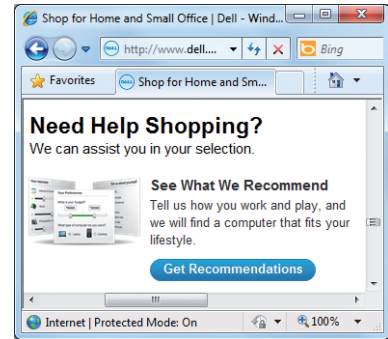 Shop for Home and Small Office | Dell - Wind...
http://www.dell....
Bing
Favorites
Shop for Home and Sm...
Need Help Shopping?
We can assist you in your selection.
See What We Recommend
Tell us how you work and play, and
we will find a computer that fits your
lifestyle.
Get Recommendations
Internet | Protected Mode: On
100%